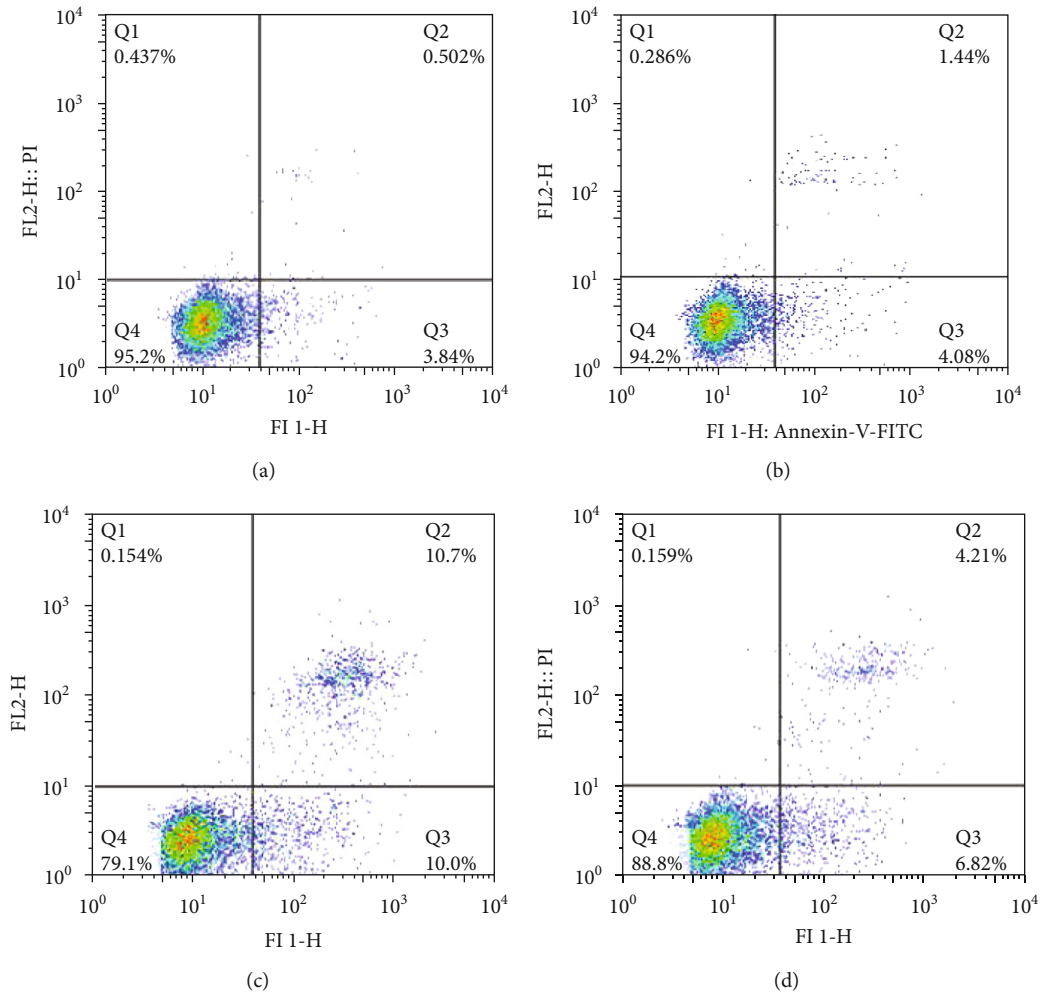 10⁴
Q1
0.437%
Q2
0.502%
10³
FL2-H:: PI
10²
10¹
Q4
95.2%
Q3
3.84%
10⁰
10⁰ 10¹ 10² 10³ 10⁴
FI 1-H
(a)
10⁴
Q1
0.286%
Q2
1.44%
10³
FL2-H
10²
10¹
Q4
94.2%
Q3
4.08%
10⁰
10⁰ 10¹ 10² 10³ 10⁴
FI 1-H: Annexin-V-FITC
(b)
10⁴
Q1
0.154%
Q2
10.7%
10³
FL2-H
10²
10¹
Q4
79.1%
Q3
10.0%
10⁰
10⁰ 10¹ 10² 10³ 10⁴
FI 1-H
(c)
10⁴
Q1
0.159%
Q2
4.21%
10³
FL2-H:: PI
10²
10¹
Q4
88.8%
Q3
6.82%
10⁰
10⁰ 10¹ 10² 10³ 10⁴
FI 1-H
(d)